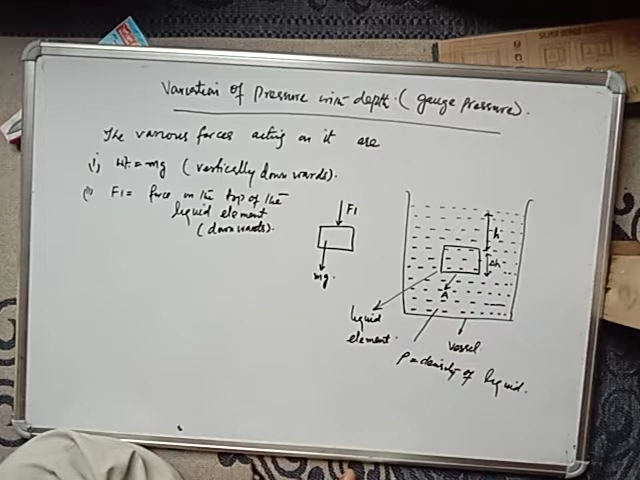 Variation of Pressure with depth. (gauge pressure).
The various forces acting on it are
(i) wt = mg (vertically downwards).
(ii) F1 = force on the top of the
liquid element
(downwards).
F1
mg.
h
Δh
A
liquid
element.
Vessel.
ρ = density of liquid.